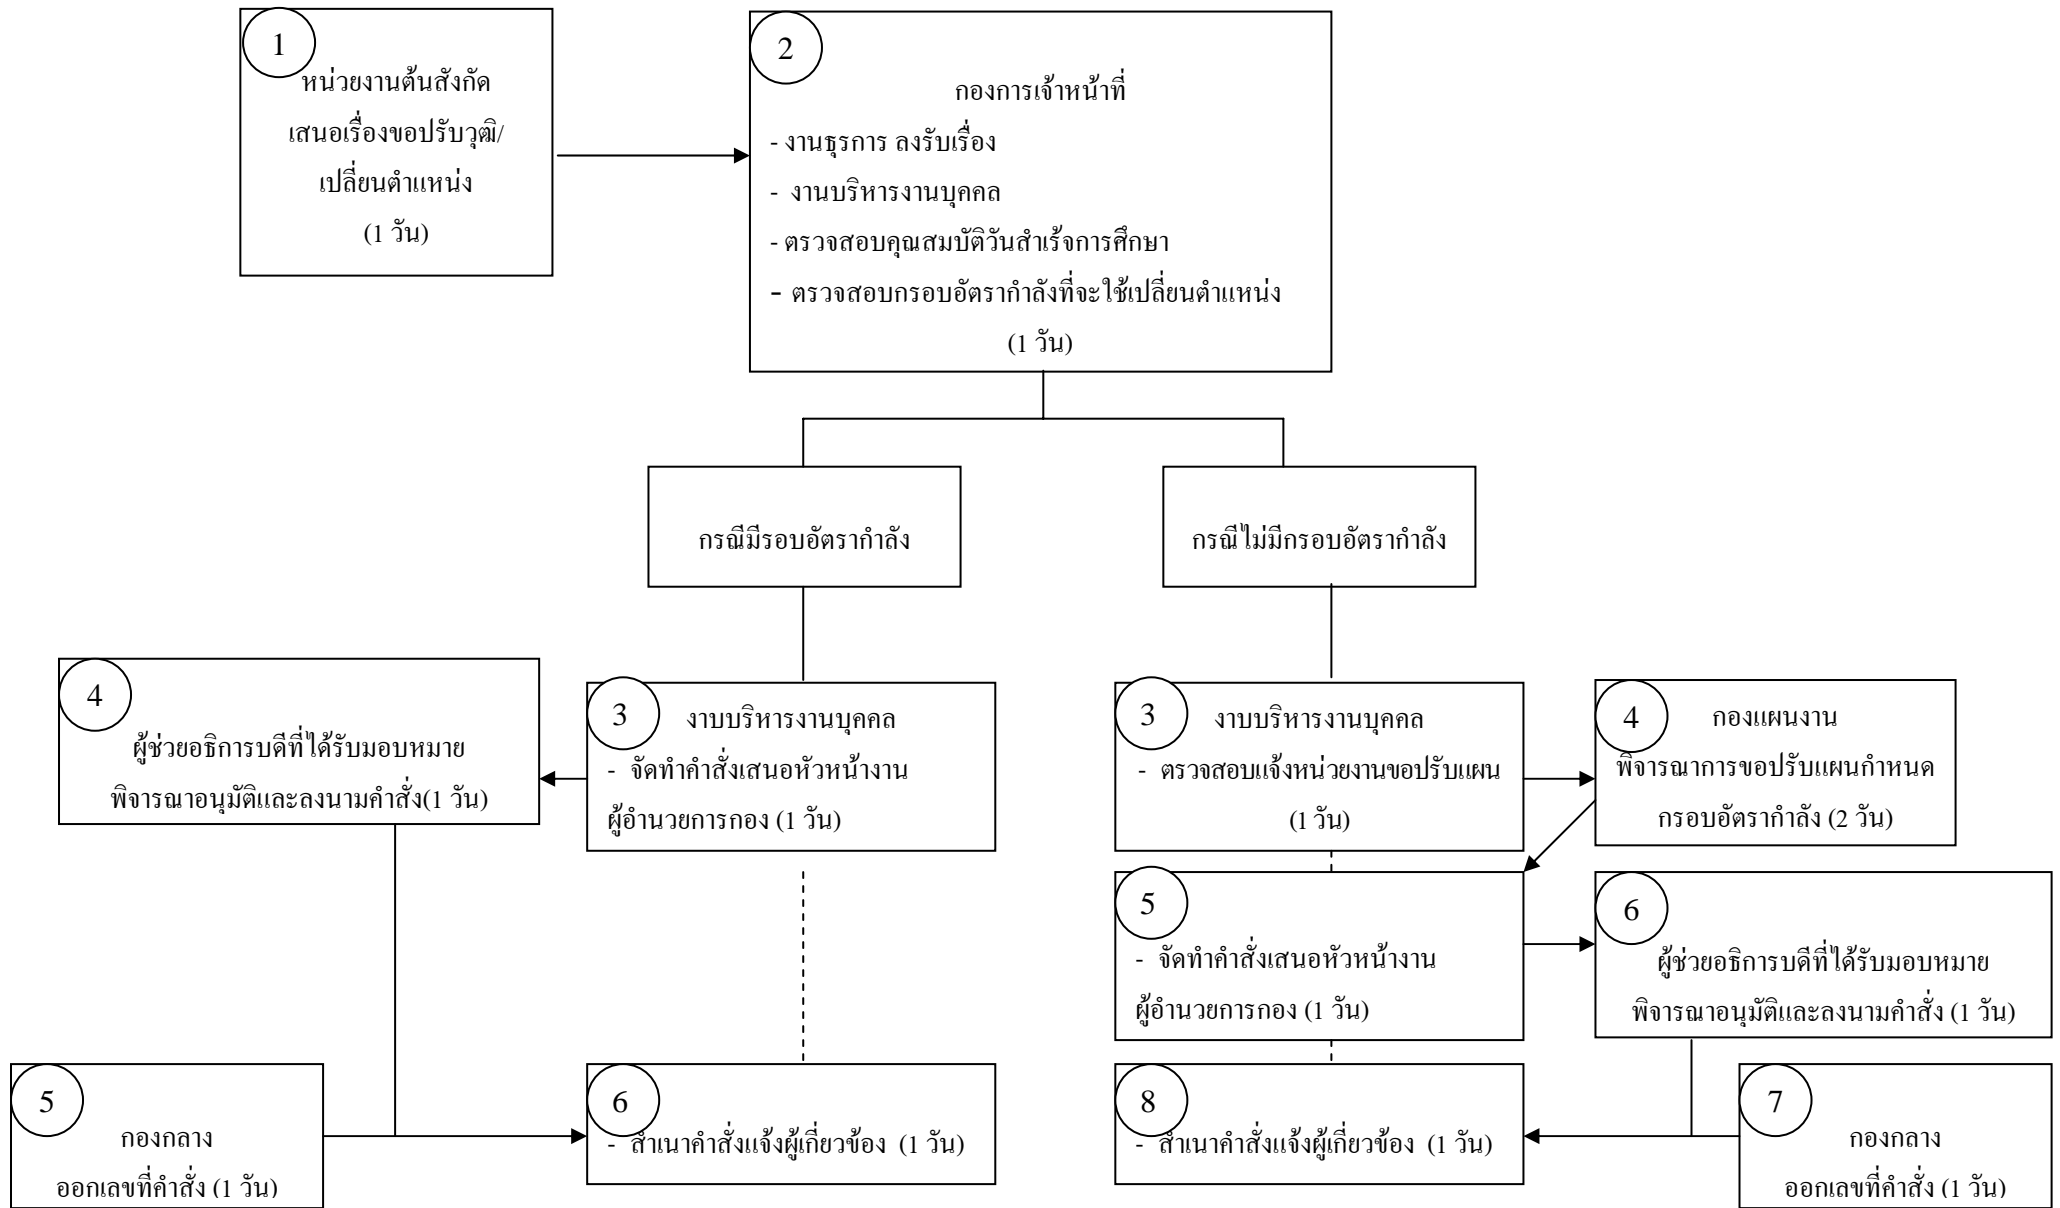 1
หน่วยงานต้นสังกัด
เสนอเรื่องขอปรับวุฒิ/
เปลี่ยนตำแหน่ง
(1 วัน)
2
กองการเจ้าหน้าที่
- งานธุรการ ลงรับเรื่อง
- งานบริหารงานบุคคล
- ตรวจสอบคุณสมบัติวันสำเร็จการศึกษา
- ตรวจสอบกรอบอัตรากำลังที่จะใช้เปลี่ยนตำแหน่ง
(1 วัน)
กรณีมีรอบอัตรากำลัง
กรณีไม่มีกรอบอัตรากำลัง
4
ผู้ช่วยอธิการบดีที่ได้รับมอบหมาย
พิจารณาอนุมัติและลงนามคำสั่ง(1 วัน)
3
งาบบริหารงานบุคคล
- จัดทำคำสั่งเสนอหัวหน้างาน
ผู้อำนวยการกอง (1 วัน)
3
งาบบริหารงานบุคคล
- ตรวจสอบแจ้งหน่วยงานขอปรับแผน
(1 วัน)
4
กองแผนงาน
พิจารณาการขอปรับแผนกำหนด
กรอบอัตรากำลัง (2 วัน)
5
- จัดทำคำสั่งเสนอหัวหน้างาน
ผู้อำนวยการกอง (1 วัน)
6
ผู้ช่วยอธิการบดีที่ได้รับมอบหมาย
พิจารณาอนุมัติและลงนามคำสั่ง (1 วัน)
5
กองกลาง
ออกเลขที่คำสั่ง (1 วัน)
6
- สำเนาคำสั่งแจ้งผู้เกี่ยวข้อง (1 วัน)
8
- สำเนาคำสั่งแจ้งผู้เกี่ยวข้อง (1 วัน)
7
กองกลาง
ออกเลขที่คำสั่ง (1 วัน)